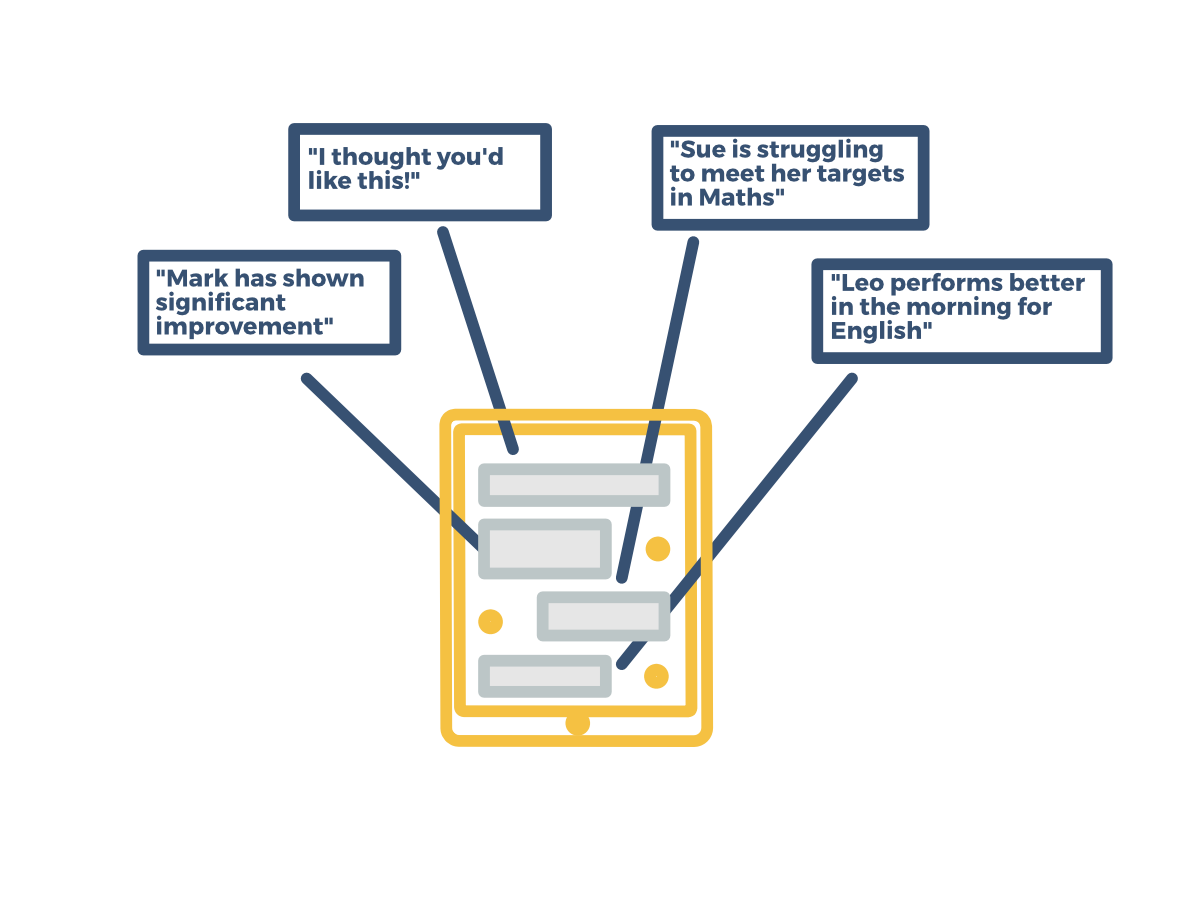 "I thought you'd
like this!"
"Sue is struggling
to meet her targets
in Maths"
"Mark has shown
significant
improvement"
"Leo performs better
in the morning for
English"